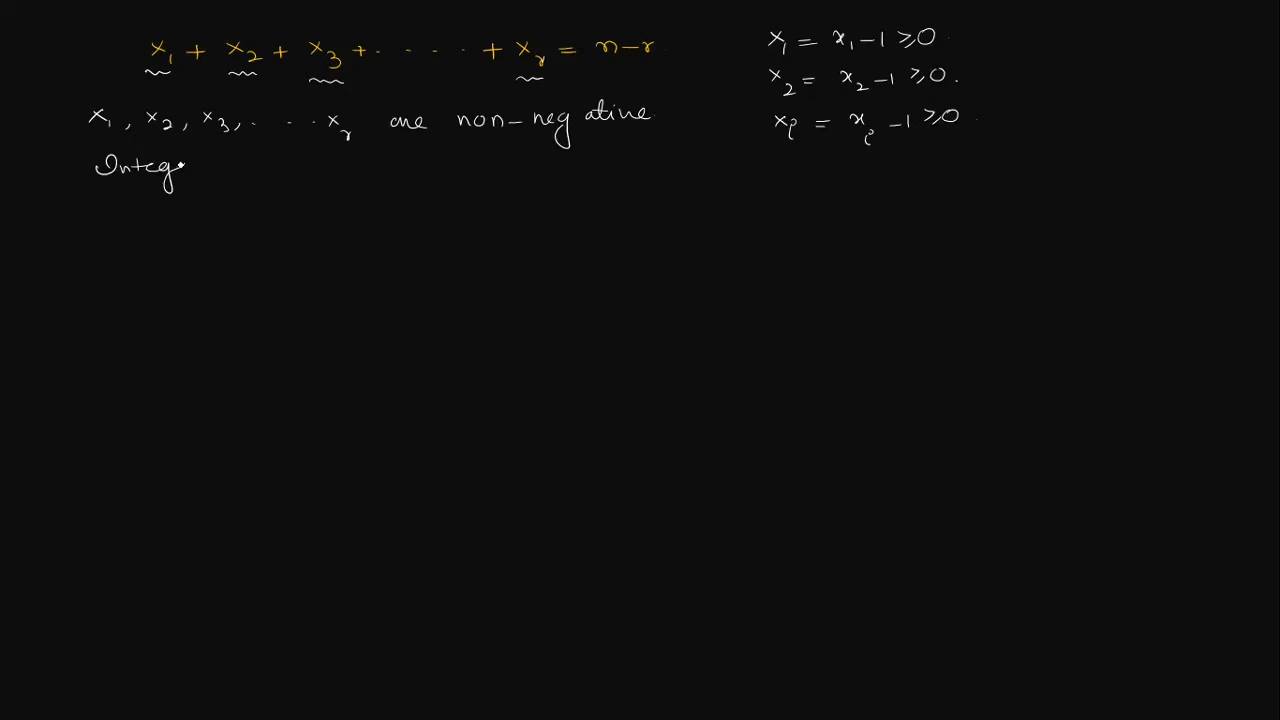 X₁ + X₂ + X₃ + . . . . . + Xᵣ = n-r
X₁, X₂, X₃, . . . . Xᵣ are non-negative
Integ
X₁ = x₁ - 1 ≥ 0
X₂ = x₂ - 1 ≥ 0.
Xᵢ = xᵢ - 1 ≥ 0